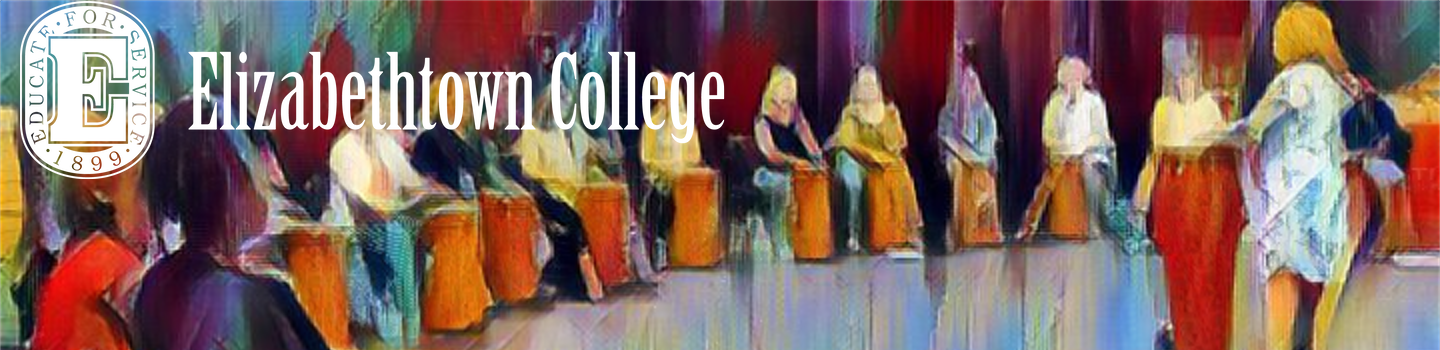 EDUCATE·FOR·SERVICE
E
·1899·
Elizabethtown College